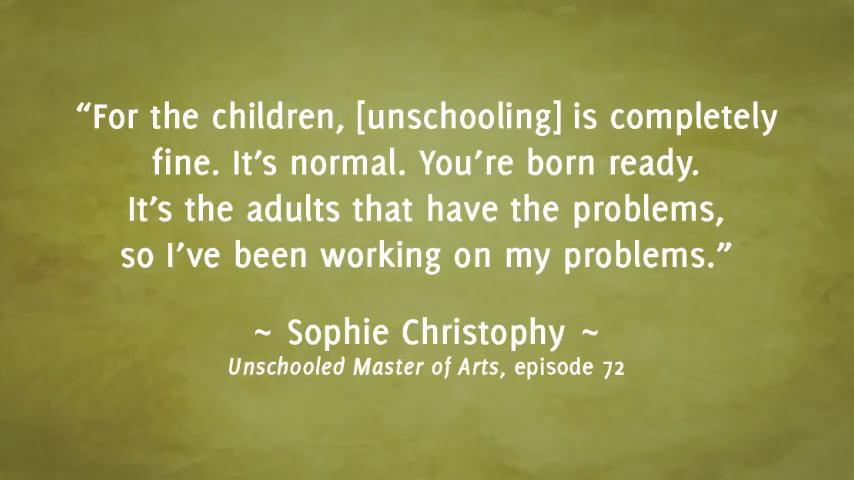 “For the children, [unschooling] is completely
fine. It’s normal. You’re born ready.
It’s the adults that have the problems,
so I’ve been working on my problems.”
~ Sophie Christophy ~
Unschooled Master of Arts, episode 72